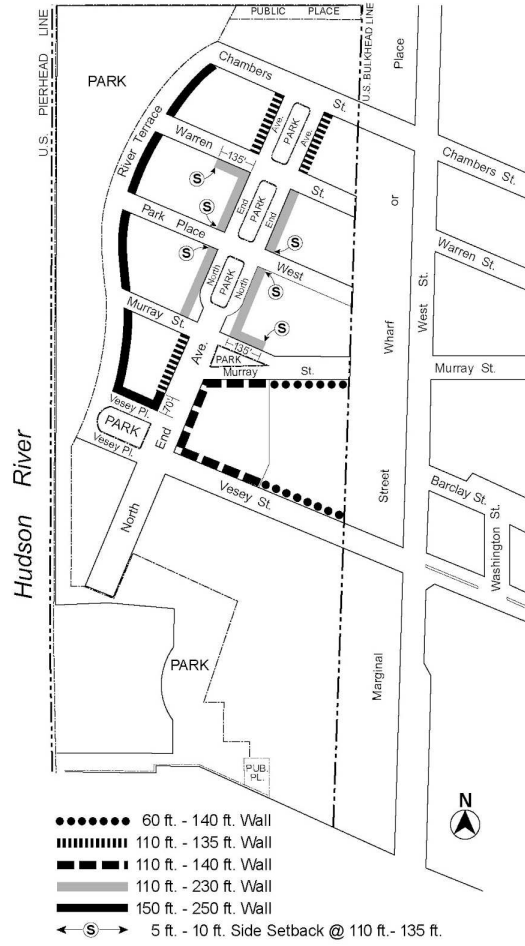 PUBLIC PLACE
U.S. PIERHEAD LINE
U.S. BULKHEAD LINE
Place
PARK
Chambers St.
Chambers St.
River Terrace
Warren St.
Ave.
PARK
Ave.
135'
S
Warren St.
or
End
PARK
End
S
Park Place
S
S
West
North
PARK
North
S
West St.
Wharf
Murray St.
S
135'
PARK
Murray St.
Murray St.
Ave.
70'
Vesey Pl.
PARK
Vesey Pl.
End
Vesey St.
Street
Barclay St.
Washington St.
Hudson River
North
PARK
Marginal
PUB.
PL.
N
60 ft. - 140 ft. Wall
110 ft. - 135 ft. Wall
110 ft. - 140 ft. Wall
110 ft. - 230 ft. Wall
150 ft. - 250 ft. Wall
S 5 ft. - 10 ft. Side Setback @ 110 ft.- 135 ft.